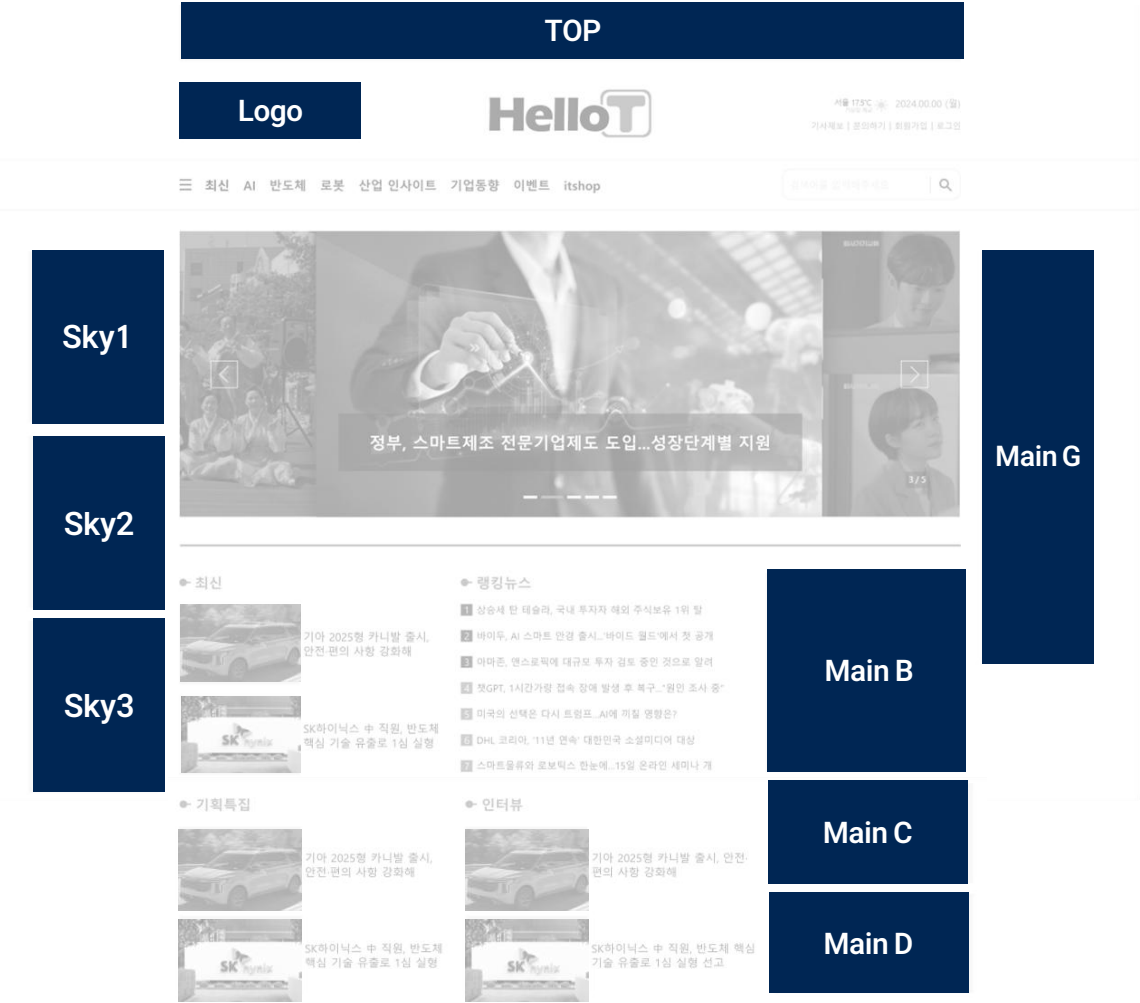 TOP
Logo
HelloT
서울 17.5℃ 2024.00.00 (월)
기사제보 | 문의하기 | 회원가입 | 로그인
최신 AI 반도체 로봇 산업 인사이트 기업동향 이벤트 itshop
Sky1
Sky2
Sky3
정부, 스마트제조 전문기업제도 도입...성장단계별 지원
3 / 5
Main G
최신
기아 2025형 카니발 출시,
안전·편의 사항 강화해
SK hynix
SK하이닉스 中 직원, 반도체
핵심 기술 유출로 1심 실형
랭킹뉴스
1 상승세 탄 테슬라, 국내 투자자 해외 주식보유 1위 탈
2 바이두, AI 스마트 안경 출시...'바이드 월드'에서 첫 공개
3 아마존, 앤스로픽에 대규모 투자 검토 중인 것으로 알려
4 챗GPT, 1시간가량 접속 장애 발생 후 복구..."원인 조사 중"
5 미국의 선택은 다시 트럼프...AI에 끼칠 영향은?
6 DHL 코리아, '11년 연속' 대한민국 소셜미디어 대상
7 스마트물류와 로보틱스 한눈에...15일 온라인 세미나 개
Main B
Main C
Main D
기획특집
기아 2025형 카니발 출시,
안전·편의 사항 강화해
SK hynix
SK하이닉스 中 직원, 반도체
핵심 기술 유출로 1심 실형
인터뷰
기아 2025형 카니발 출시, 안전·
편의 사항 강화해
SK hynix
SK하이닉스 中 직원, 반도체 핵심
기술 유출로 1심 실형 선고